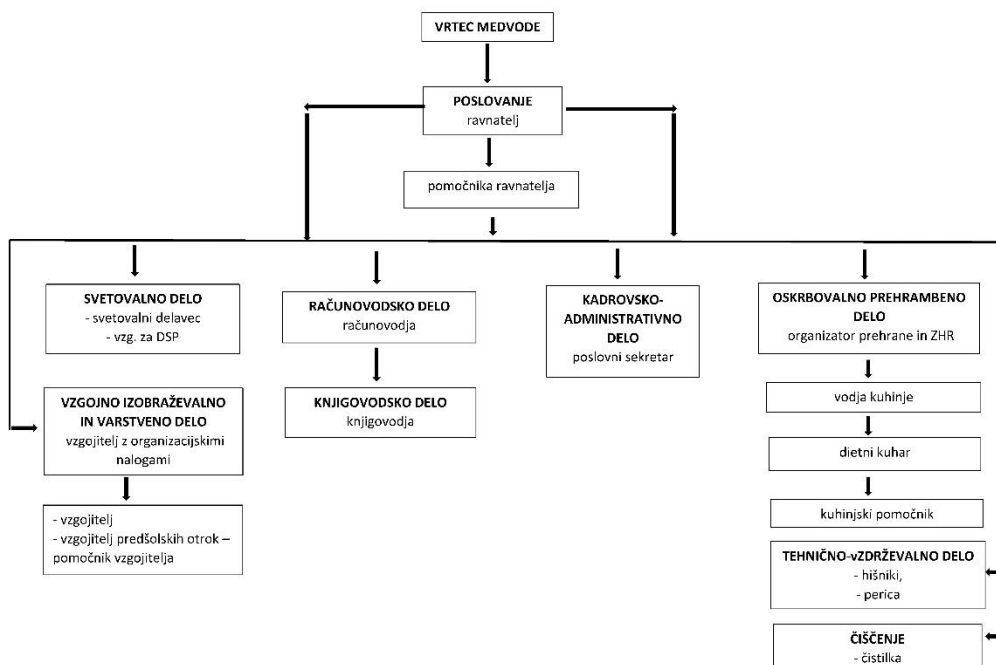 VRTEC MEDVODE
POSLOVANJE
ravnatelj
pomočnika ravnatelja
SVETOVALNO DELO
- svetovalni delavec
- vzg. za DSP
RAČUNOVODSKO DELO
računovodja
KADROVSKO-
ADMINISTRATIVNO
DELO
poslovni sekretar
OSKRBOVALNO PREHRAMBENO
DELO
organizator prehrane in ZHR
VZGOJNO IZOBRAŽEVALNO
IN VARSTVENO DELO
vzgojitelj z organizacijskimi
nalogami
KNJIGOVODSKO DELO
knjigovodja
vodja kuhinje
dietni kuhar
kuhinjski pomočnik
- vzgojitelj
- vzgojitelj predšolskih otrok –
pomočnik vzgojitelja
TEHNIČNO-vZDRŽEVALNO DELO
- hišniki,
- perica
ČIŠČENJE
- čistilka